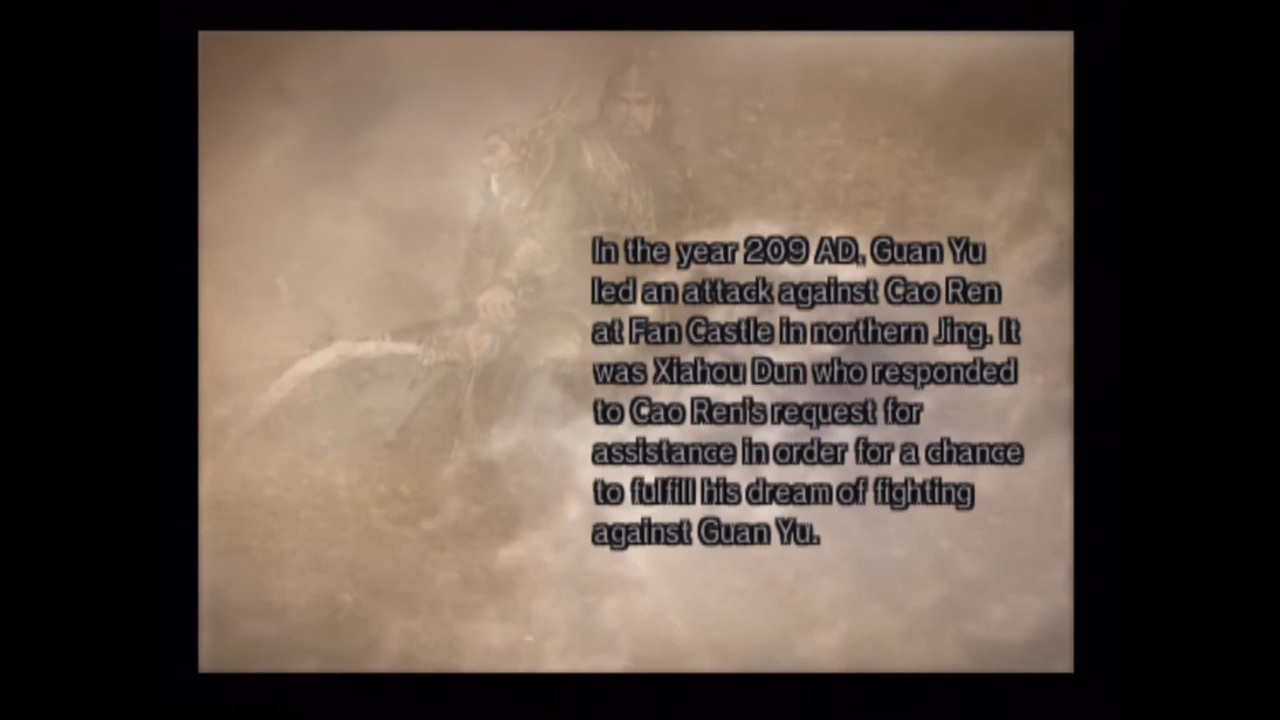 In the year 209 AD, Guan Yu
led an attack against Cao Ren
at Fan Castle in northern Jing. It
was Xiahou Dun who responded
to Cao Ren's request for
assistance in order for a chance
to fulfill his dream of fighting
against Guan Yu.